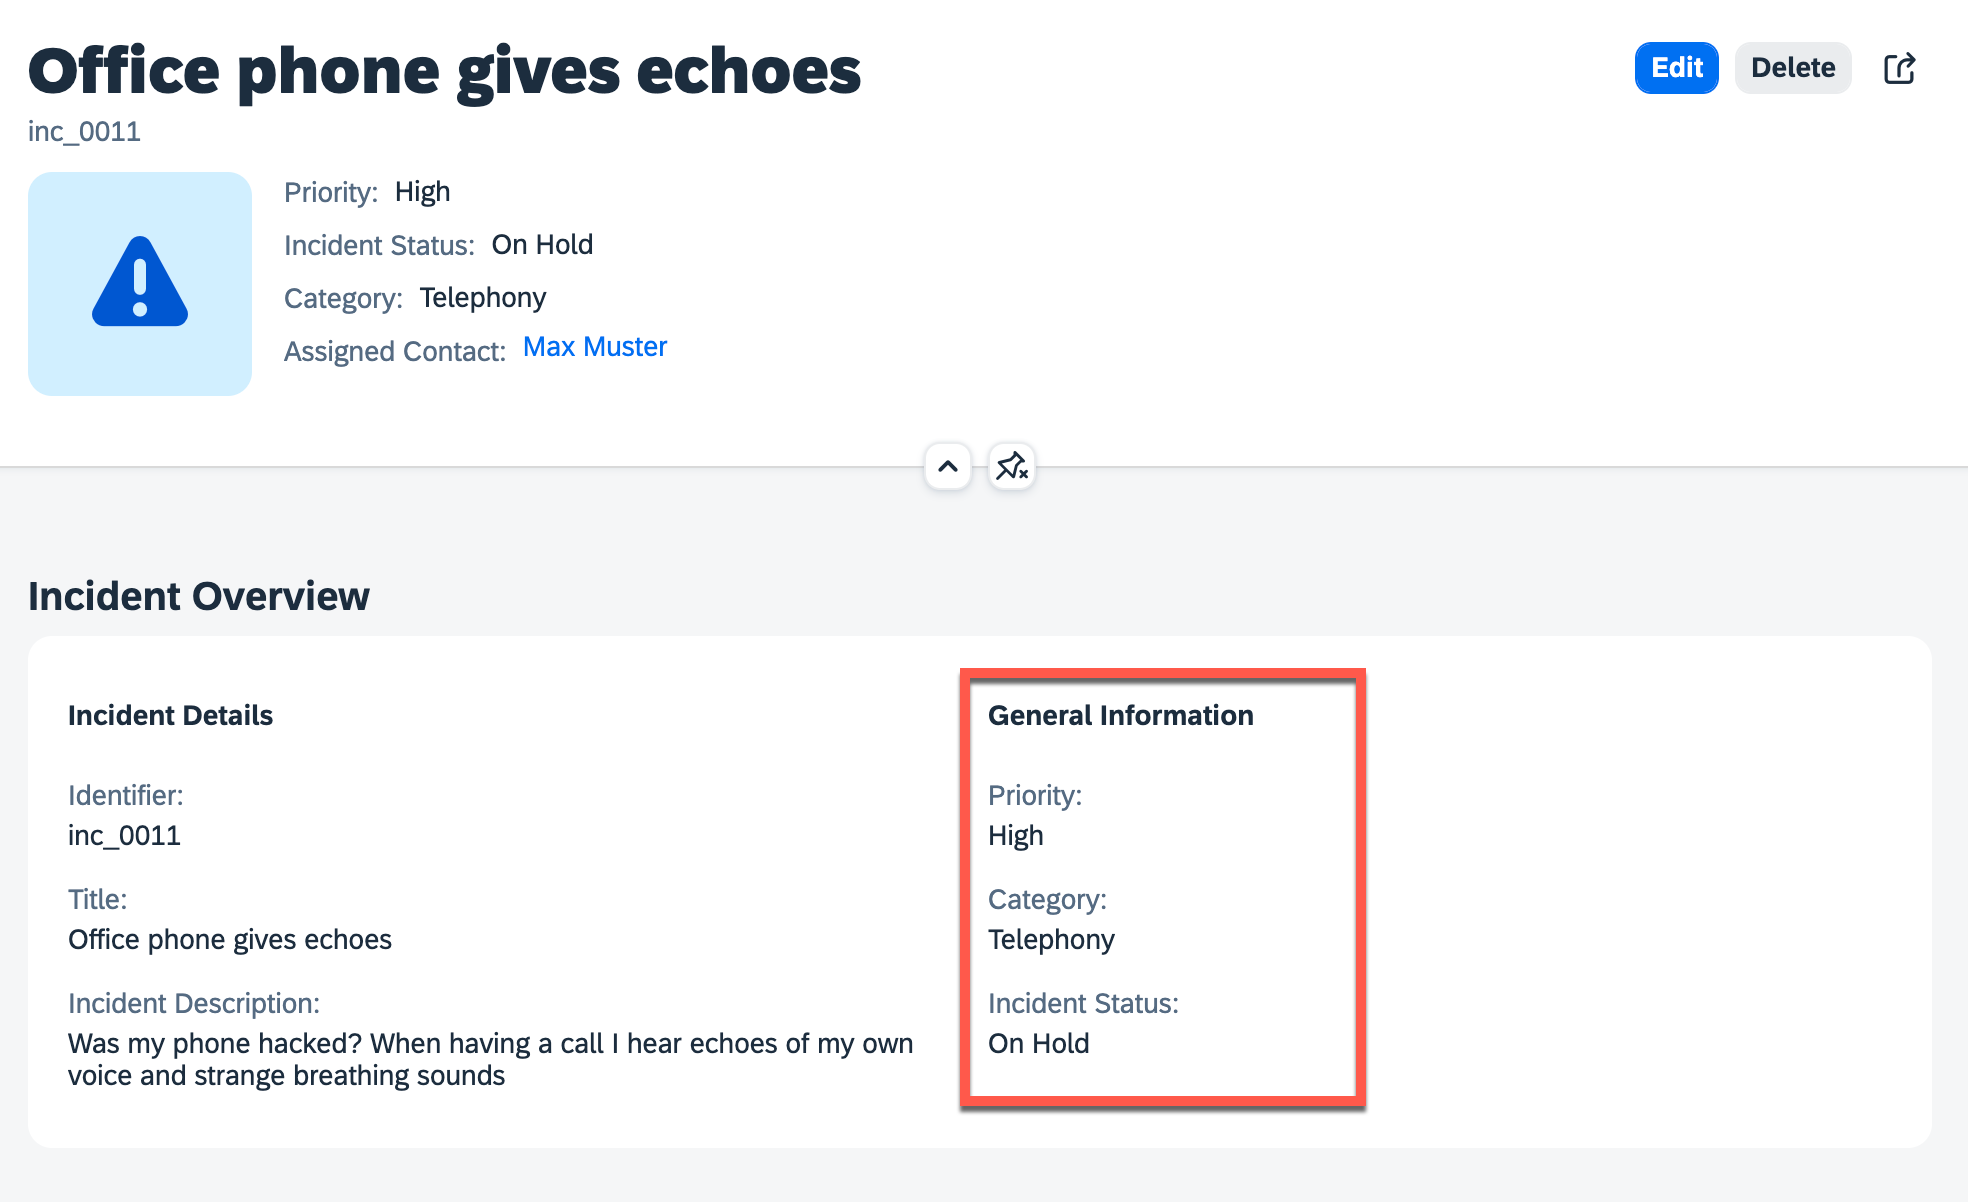 Office phone gives echoes
Edit
Delete
inc_0011
Priority: High
Incident Status: On Hold
Category: Telephony
Assigned Contact: Max Muster
Incident Overview
Incident Details
Identifier:
inc_0011
Title:
Office phone gives echoes
Incident Description:
Was my phone hacked? When having a call I hear echoes of my own
voice and strange breathing sounds
General Information
Priority:
High
Category:
Telephony
Incident Status:
On Hold